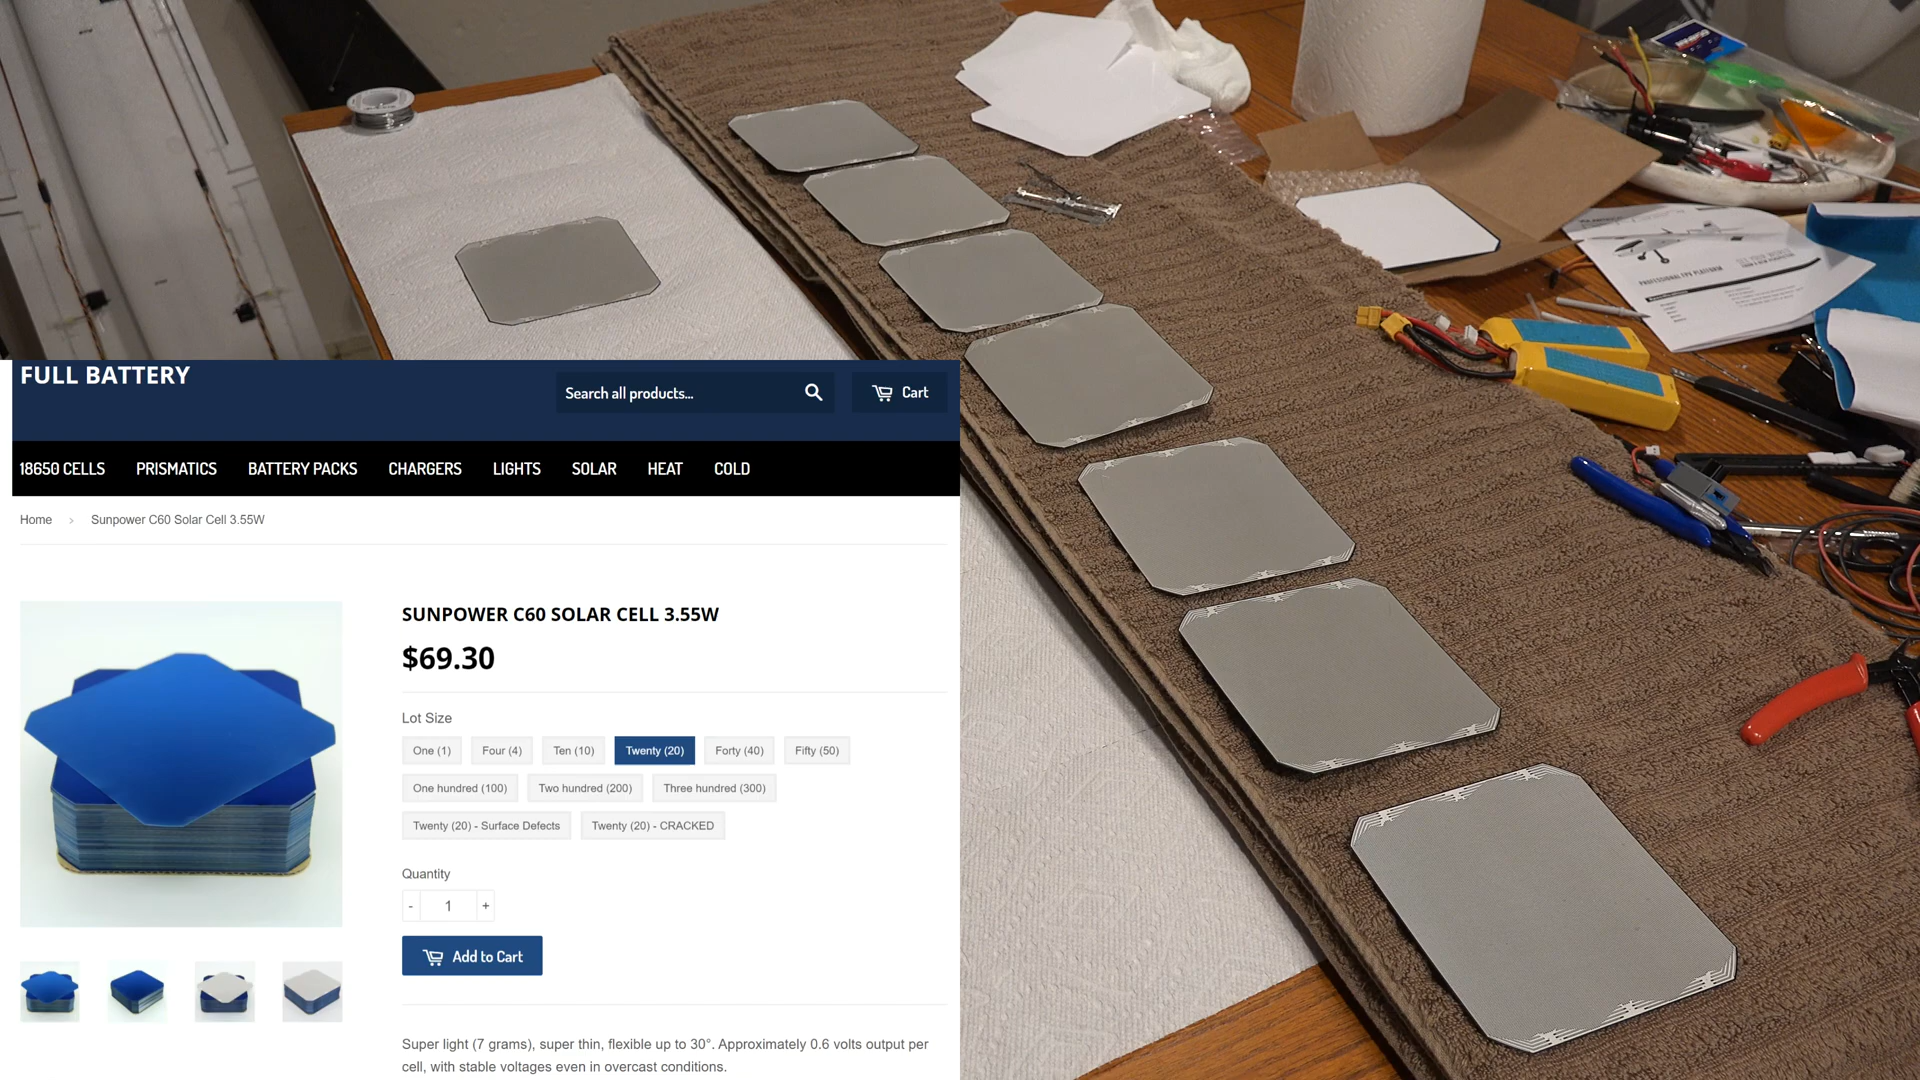 FULL BATTERY
Search all products...
Cart
18650 CELLS PRISMATICS BATTERY PACKS CHARGERS LIGHTS SOLAR HEAT COLD
Home › Sunpower C60 Solar Cell 3.55W
SUNPOWER C60 SOLAR CELL 3.55W
$69.30
Lot Size
One (1) Four (4) Ten (10) Twenty (20) Forty (40) Fifty (50)
One hundred (100) Two hundred (200) Three hundred (300)
Twenty (20) - Surface Defects Twenty (20) - CRACKED
Quantity
- 1 +
Add to Cart
Super light (7 grams), super thin, flexible up to 30°. Approximately 0.6 volts output per
cell, with stable voltages even in overcast conditions.
PROFESSIONAL FPV PLATFORM